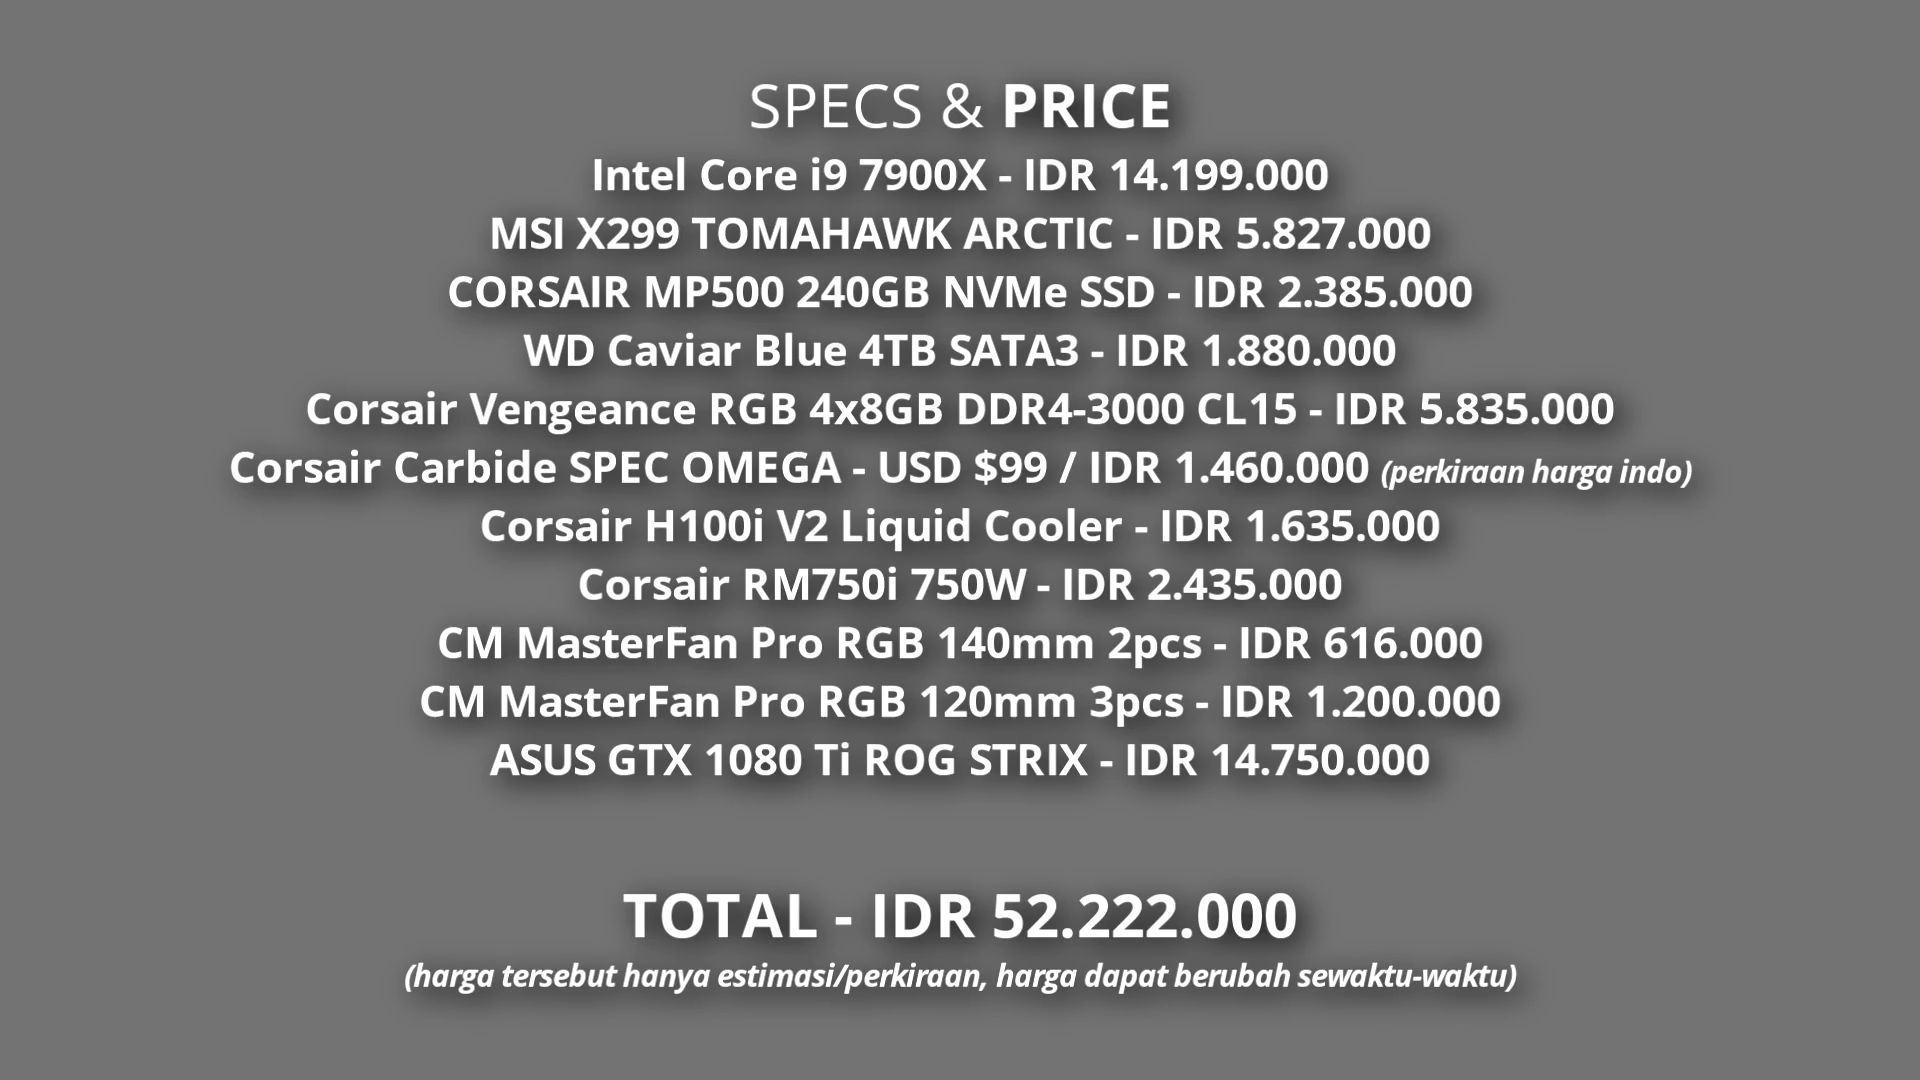 SPECS & PRICE
Intel Core i9 7900X - IDR 14.199.000
MSI X299 TOMAHAWK ARCTIC - IDR 5.827.000
CORSAIR MP500 240GB NVMe SSD - IDR 2.385.000
WD Caviar Blue 4TB SATA3 - IDR 1.880.000
Corsair Vengeance RGB 4x8GB DDR4-3000 CL15 - IDR 5.835.000
Corsair Carbide SPEC OMEGA - USD $99 / IDR 1.460.000 (perkiraan harga indo)
Corsair H100i V2 Liquid Cooler - IDR 1.635.000
Corsair RM750i 750W - IDR 2.435.000
CM MasterFan Pro RGB 140mm 2pcs - IDR 616.000
CM MasterFan Pro RGB 120mm 3pcs - IDR 1.200.000
ASUS GTX 1080 Ti ROG STRIX - IDR 14.750.000
TOTAL - IDR 52.222.000
(harga tersebut hanya estimasi/perkiraan, harga dapat berubah sewaktu-waktu)